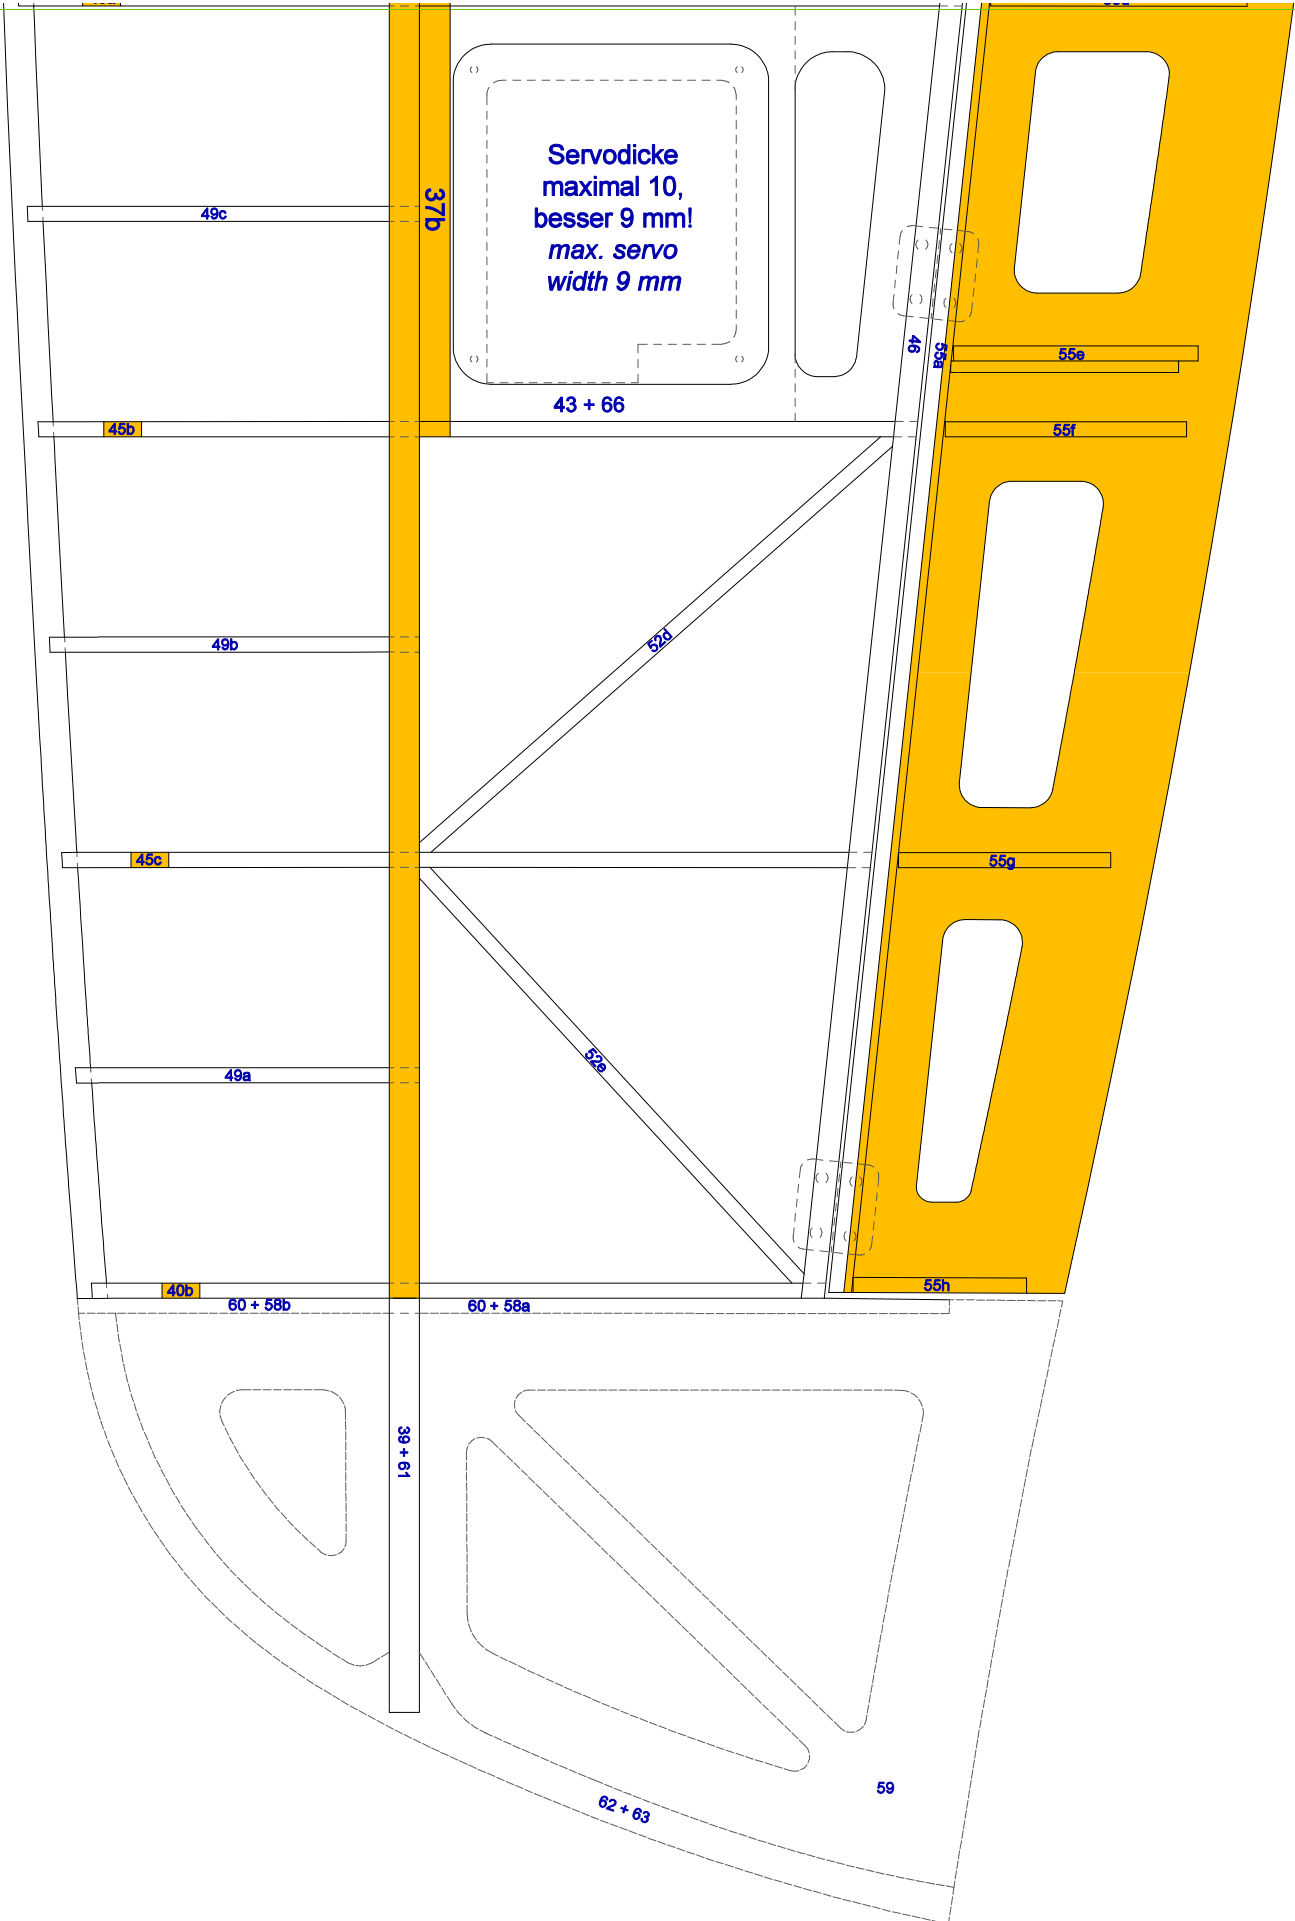 49c
37b
Servodicke
maximal 10,
besser 9 mm!
max. servo
width 9 mm
46
55a
55e
43 + 66
45b
55f
49b
52d
45c
55g
49a
52e
40b
55h
60 + 58b
60 + 58a
39 + 61
59
62 + 63